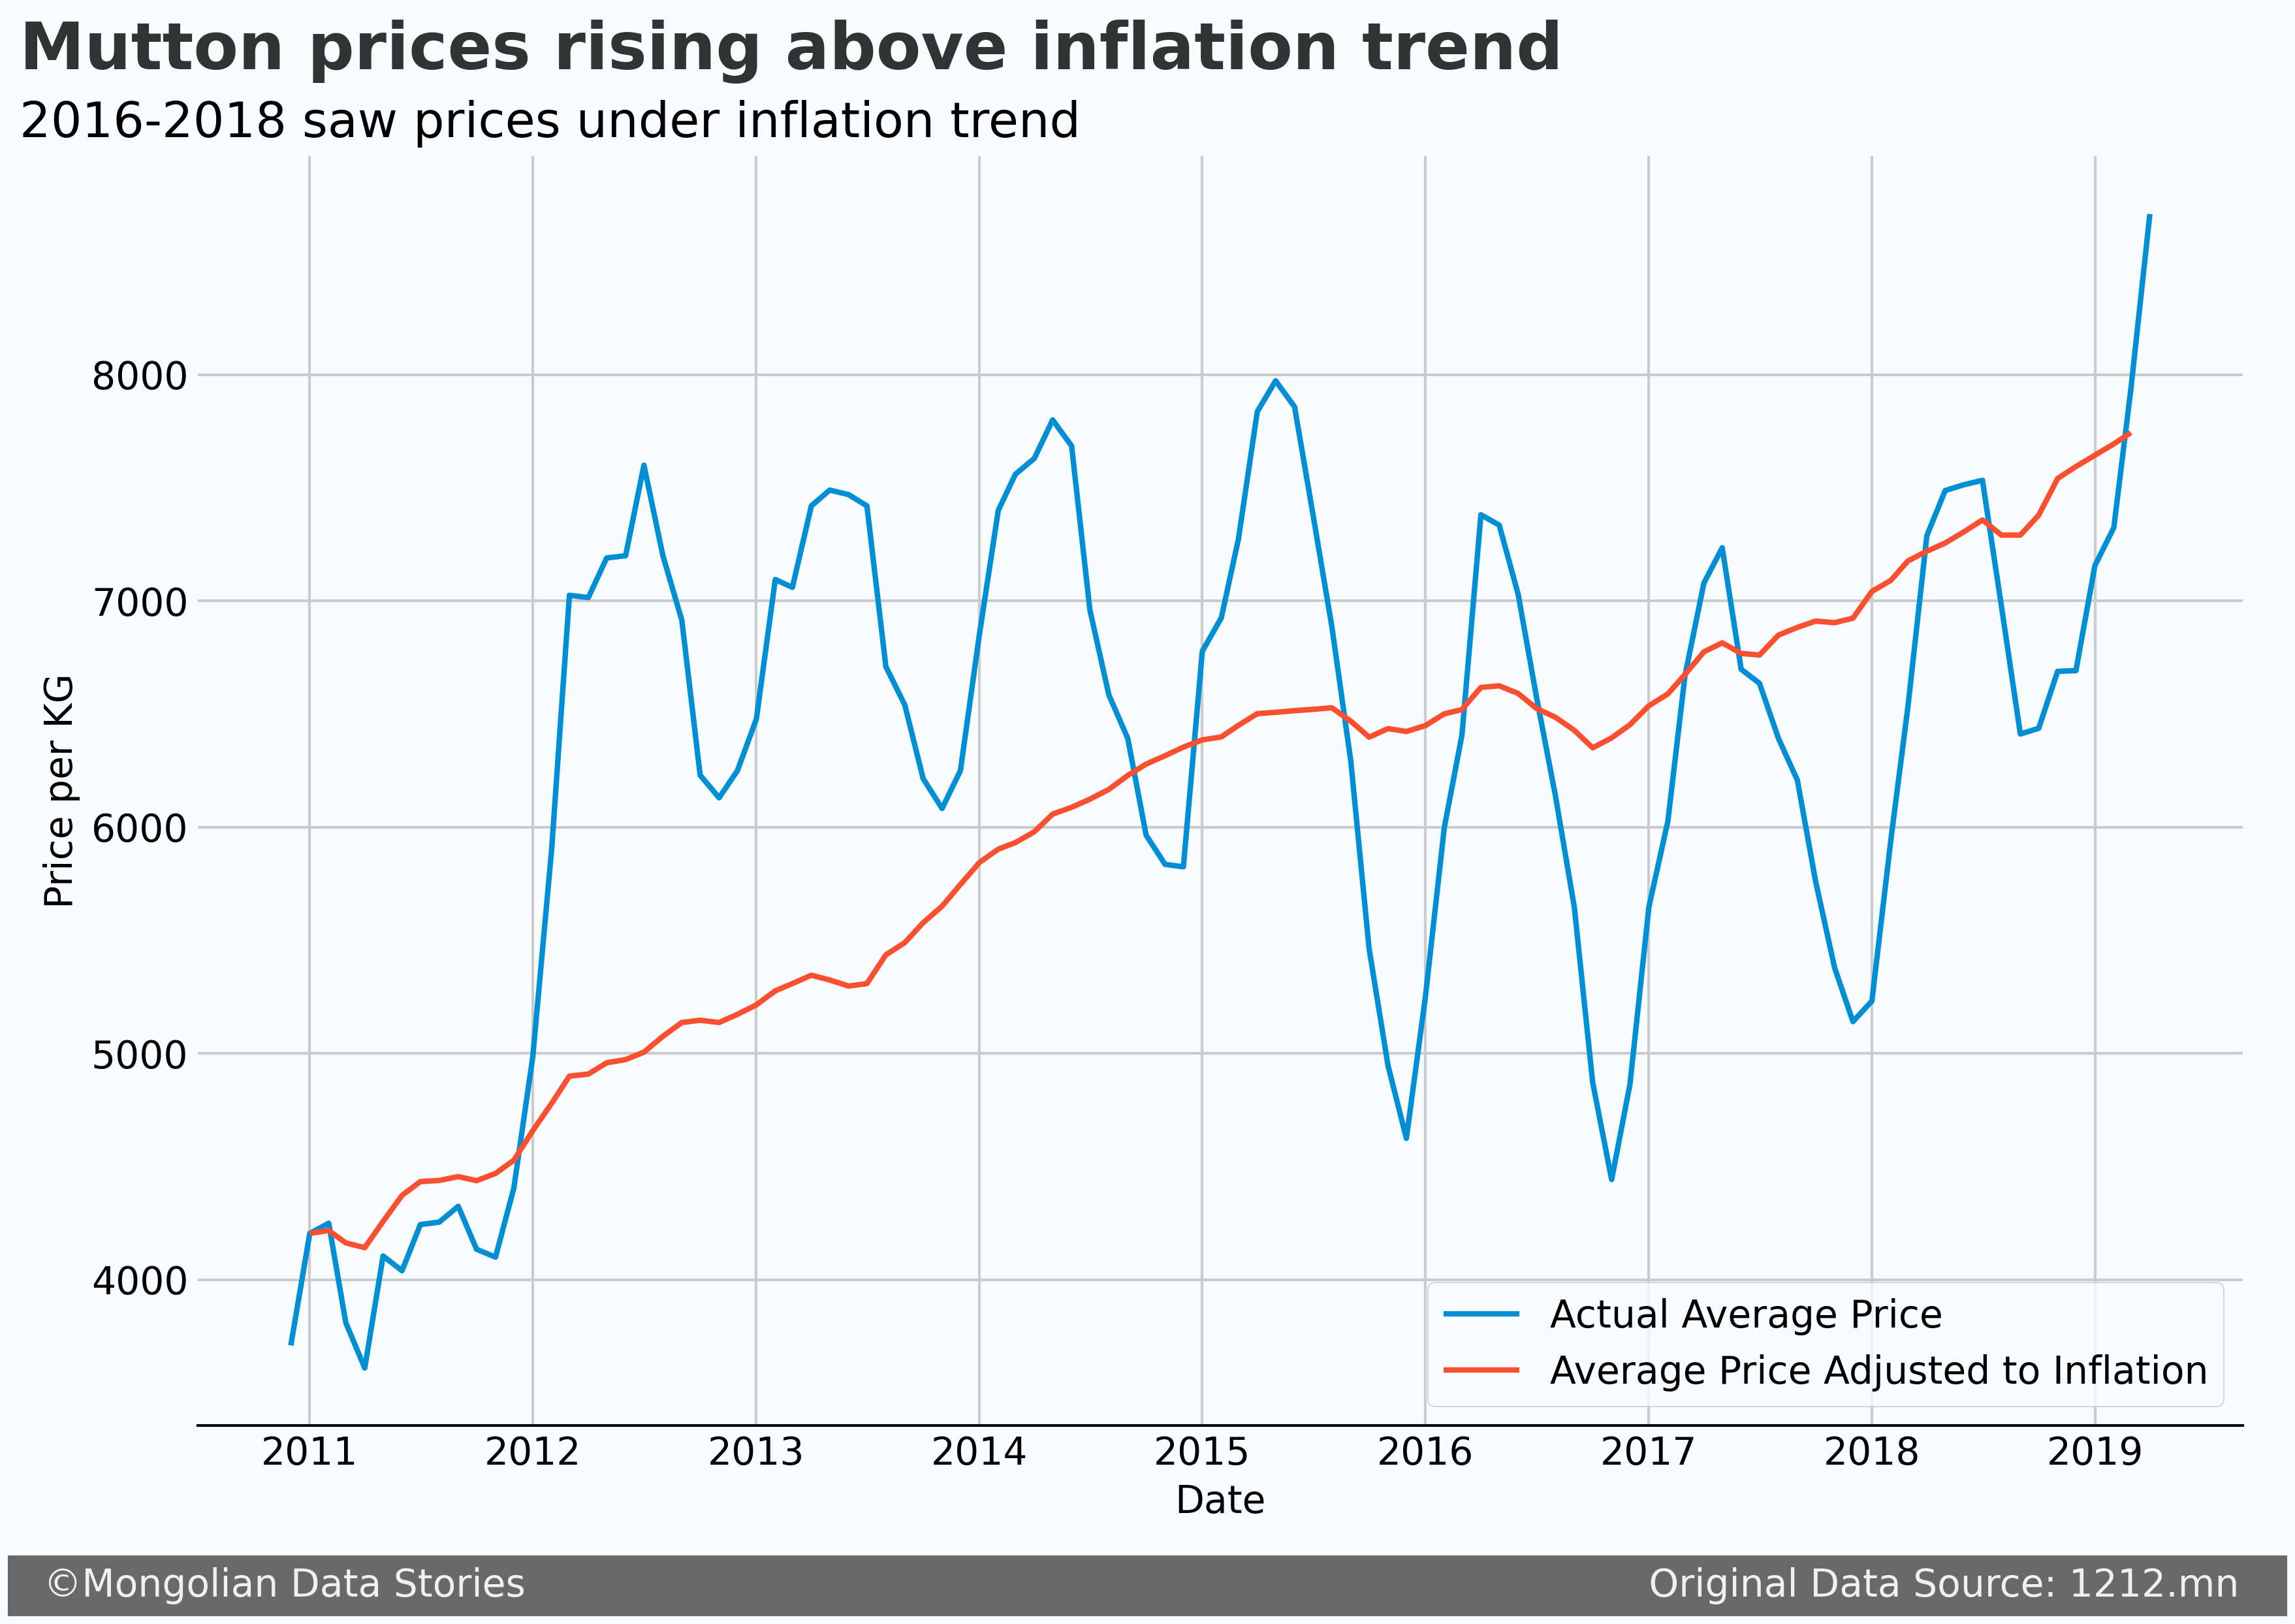 Mutton prices rising above inflation trend
2016-2018 saw prices under inflation trend
8000
7000
6000
5000
4000
Price per KG
Actual Average Price
Average Price Adjusted to Inflation
2011 2012 2013 2014 2015 2016 2017 2018 2019
Date
©Mongolian Data Stories
Original Data Source: 1212.mn